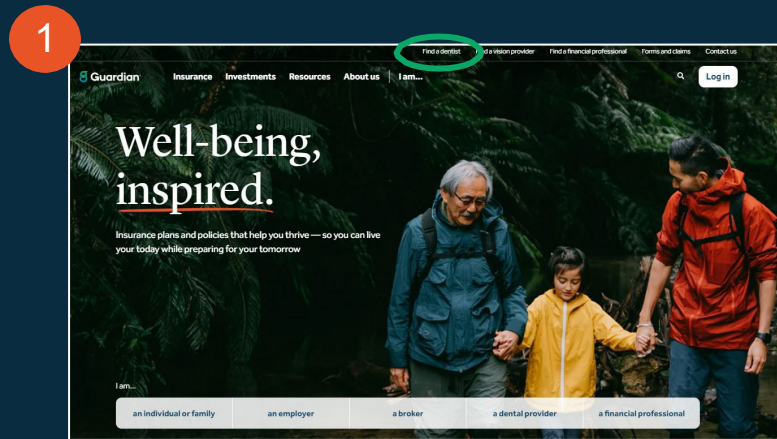 1
Find a dentist Find a vision provider Find a financial professional Forms and claims Contact us
Guardian Insurance Investments Resources About us I am... Log in
Well-being,
inspired.
Insurance plans and policies that help you thrive — so you can live
your today while preparing for your tomorrow
I am...
an individual or family an employer a broker a dental provider a financial professional